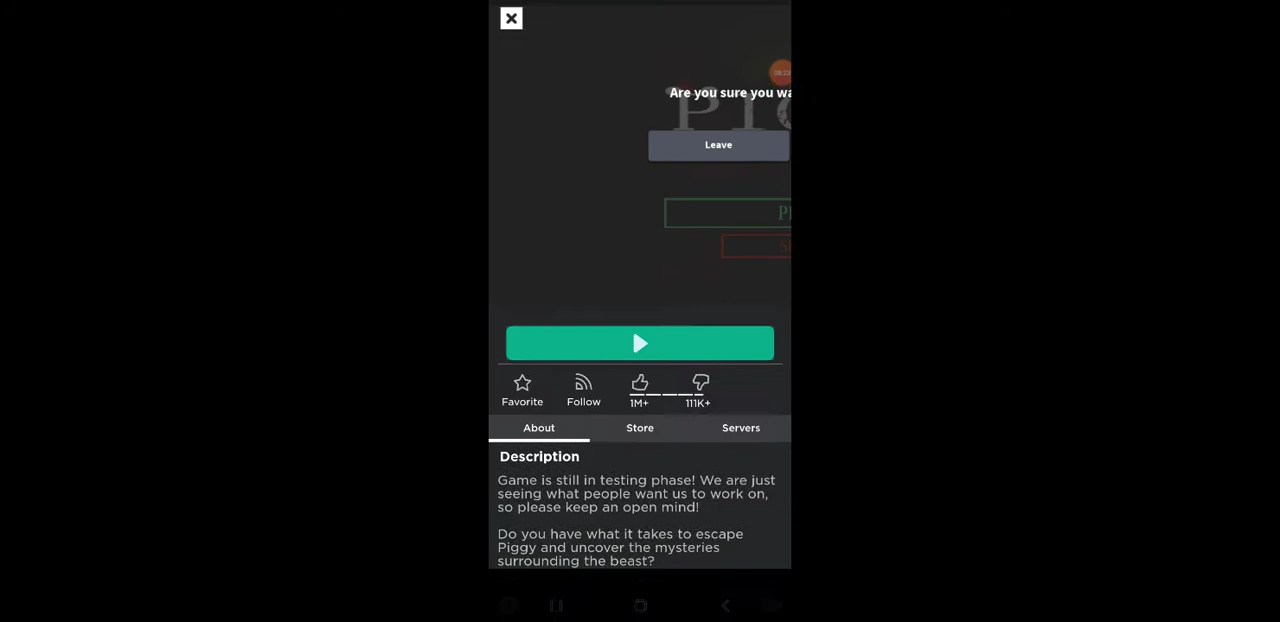 Are you sure you wa
PIG
Leave
P
S
Favorite
Follow
1M+
111K+
About
Store
Servers
Description
Game is still in testing phase! We are just
seeing what people want us to work on,
so please keep an open mind!
Do you have what it takes to escape
Piggy and uncover the mysteries
surrounding the beast?